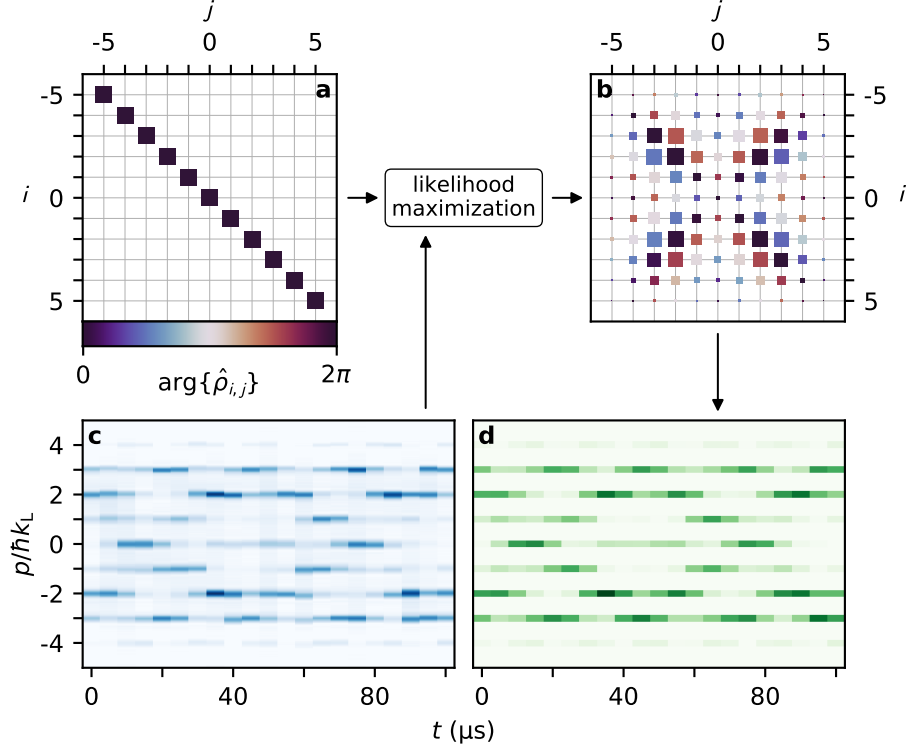 j
j
-5 0 5
-5 0 5
a
b
-5
-5
i
0
likelihood
maximization
0
i
5
5
0
2π
arg{ρ̂i,j}
c
d
4
2
p/ħkL
0
-2
-4
0 40 80
0 40 80
t (μs)